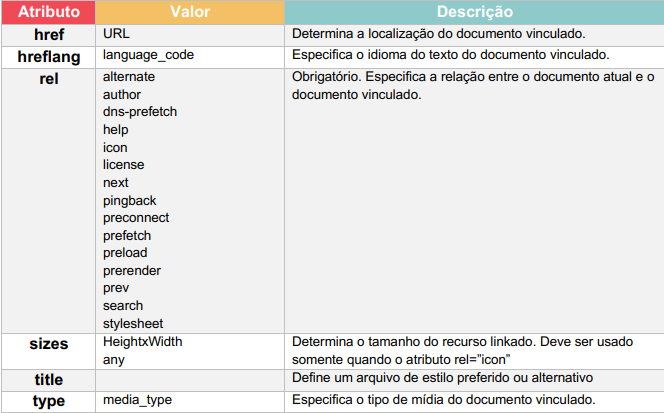 Atributo Valor Descrição
href URL Determina a localização do documento vinculado.
hreflang language_code Especifica o idioma do texto do documento vinculado.
rel alternate Obrigatório. Especifica a relação entre o documento atual e o
author documento vinculado.
dns-prefetch
help
icon
license
next
pingback
preconnect
prefetch
preload
prerender
prev
search
stylesheet
sizes HeightxWidth Determina o tamanho do recurso linkado. Deve ser usado
any somente quando o atributo rel=”icon”
title Define um arquivo de estilo preferido ou alternativo
type media_type Especifica o tipo de mídia do documento vinculado.